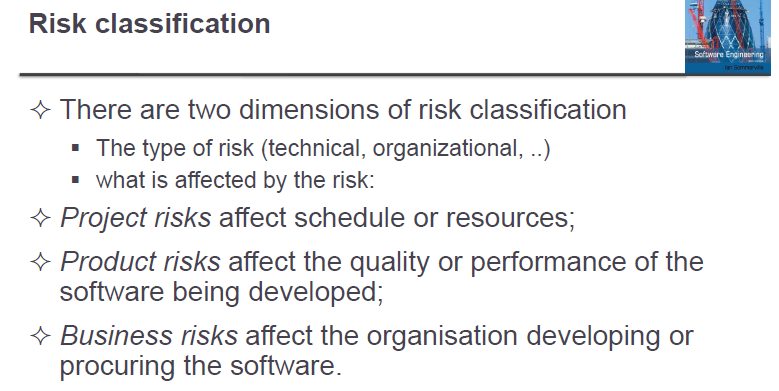 Risk classification
Software Engineering
Ian Sommerville
✧ There are two dimensions of risk classification
▪ The type of risk (technical, organizational, ..)
▪ what is affected by the risk:
✧ Project risks affect schedule or resources;
✧ Product risks affect the quality or performance of the
software being developed;
✧ Business risks affect the organisation developing or
procuring the software.